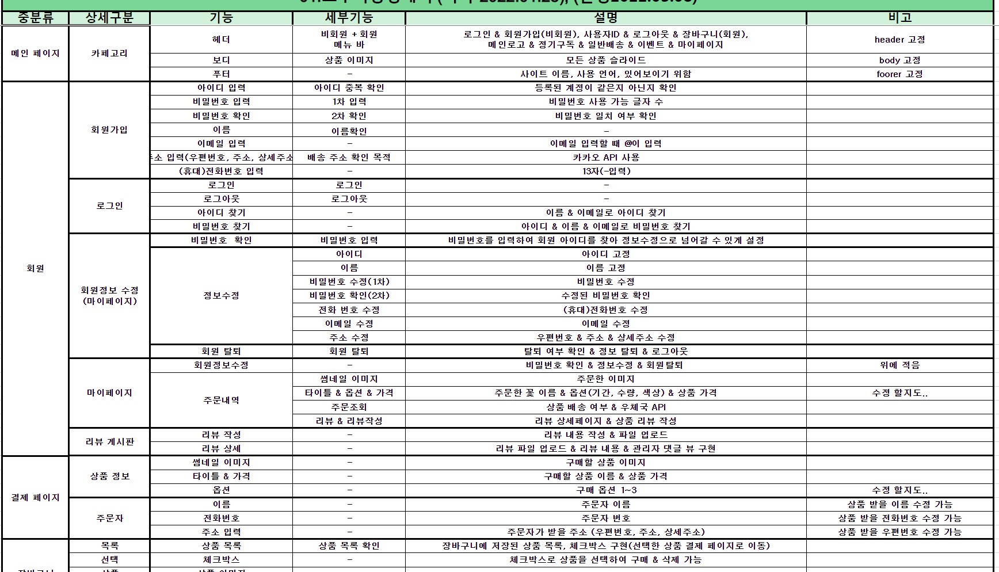 중분류 상세구분 기능 세부기능 설명 비고
메인 페이지 카페고리 헤더 비회원 + 회원 로그인 & 회원가입(비회원), 사용자ID & 로그아웃 & 장바구니(회원), header 고정
메뉴 바 메인로고 & 정기구독 & 일반배송 & 이벤트 & 마이페이지
보디 상품 이미지 모든 상품 슬라이드 body 고정
푸터 - 사이트 이름, 사용 언어, 있어보이기 위함 foorer 고정
회원 회원가입 아이디 입력 아이디 중복 확인 등록된 계정이 같은지 아닌지 확인
비밀번호 입력 1차 입력 비밀번호 사용 가능 글자 수
비밀번호 확인 2차 확인 비밀번호 일치 여부 확인
이름 이름확인 -
이메일 입력 - 이메일 입력할 때 @이 입력
입력(우편번호, 주소, 상세주소 배송 주소 확인 목적 카카오 API 사용
(휴대)전화번호 입력 - 13자(-입력)
로그인 로그인 로그인 -
로그아웃 로그아웃 -
아이디 찾기 - 이름 & 이메일로 아이디 찾기
비밀번호 찾기 - 아이디 & 이름 & 이메일로 비밀번호 찾기
회원정보 수정 비밀번호 확인 비밀번호 입력 비밀번호를 입력하여 회원 아이디를 찾아 정보수정으로 넘어갈 수 있게 설정
(마이페이지) 정보수정 아이디 아이디 고정
이름 이름 고정
비밀번호 수정(1차) 비밀번호 수정
비밀번호 확인(2차) 수정된 비밀번호 확인
전화 번호 수정 (휴대)전화번호 수정
이메일 수정 이메일 수정
주소 수정 우편번호 & 주소 & 상세주소 수정
회원 탈퇴 회원 탈퇴 탈퇴 여부 확인 & 정보 탈퇴 & 로그아웃
마이페이지 회원정보수정 - 비밀번호 확인 & 정보수정 & 회원탈퇴 위에 적음
주문내역 썸네일 이미지 주문한 이미지
타이틀 & 옵션 & 가격 주문한 꽃 이름 & 옵션(기간, 수량, 색상) & 상품 가격 수정 할지도..
주문조회 상품 배송 여부 & 우체국 API
리뷰 & 리뷰작성 리뷰 상세페이지 & 상품 리뷰 작성
리뷰 게시판 리뷰 작성 - 리뷰 내용 작성 & 파일 업로드
리뷰 상세 - 리뷰 파일 업로드 & 리뷰 내용 & 관리자 댓글 뷰 구현
결제 페이지 상품 정보 썸네일 이미지 - 구매할 상품 이미지
타이틀 & 가격 - 구매할 상품 이름 & 상품 가격
옵션 - 구매 옵션 1~3 수정 할지도..
주문자 이름 - 주문자 이름 상품 받을 이름 수정 가능
전화번호 - 주문자 번호 상품 받을 전화번호 수정 가능
주소 입력 - 주문자가 받을 주소 (우편번호, 주소, 상세주소) 상품 받을 우편번호 수정 가능
목록 상품 목록 상품 목록 확인 장바구니에 저장된 상품 목록, 체크박스 구현(선택한 상품 결제 페이지로 이동)
선택 체크박스 - 체크박스로 상품을 선택하여 구매 & 삭제 가능